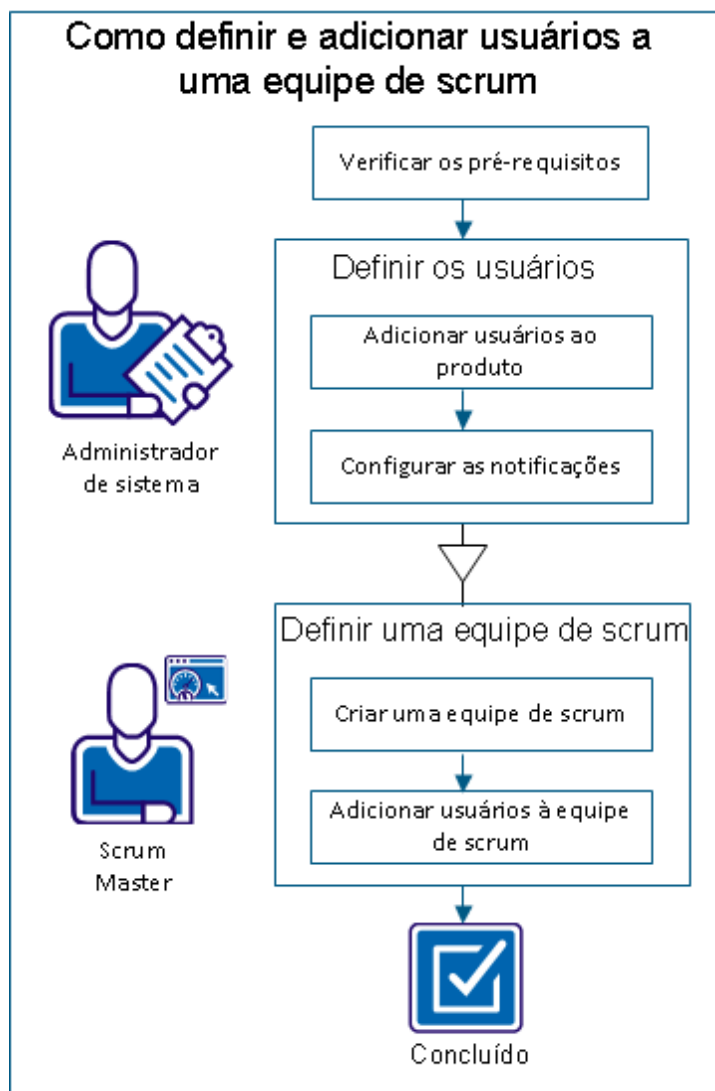 Como definir e adicionar usuários a
uma equipe de scrum
Verificar os pré-requisitos
Definir os usuários
Adicionar usuários ao
produto
Configurar as notificações
Administrador
de sistema
Definir uma equipe de scrum
Criar uma equipe de scrum
Adicionar usuários à equipe
de scrum
Scrum
Master
Concluído